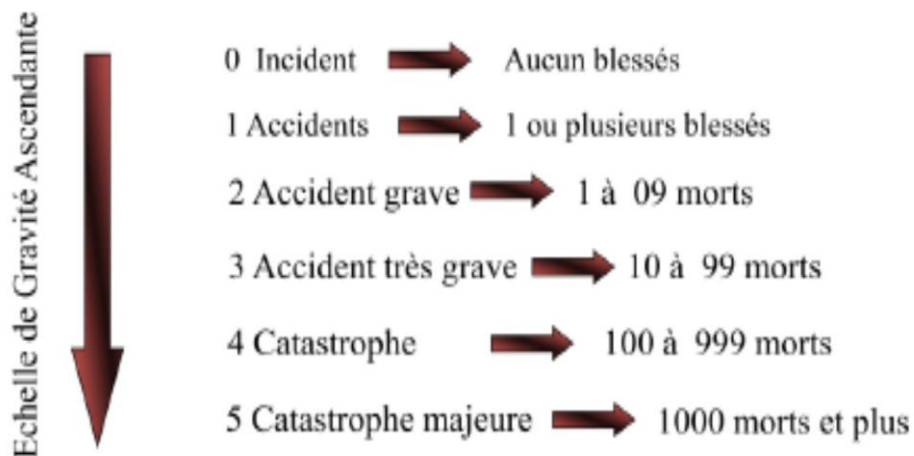 Echelle de Gravité Ascendante
0 Incident Aucun blessés
1 Accidents 1 ou plusieurs blessés
2 Accident grave 1 à 09 morts
3 Accident très grave 10 à 99 morts
4 Catastrophe 100 à 999 morts
5 Catastrophe majeure 1000 morts et plus